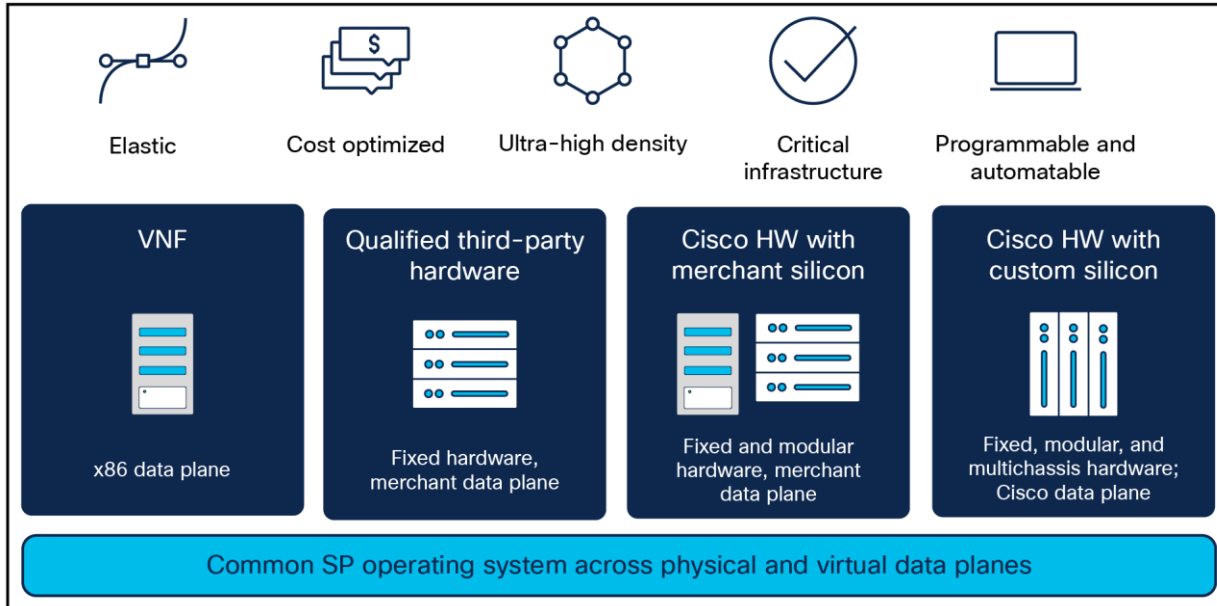 $
Elastic
Cost optimized
Ultra-high density
Critical
infrastructure
Programmable and
automatable
VNF
x86 data plane
Qualified third-party
hardware
Fixed hardware,
merchant data plane
Cisco HW with
merchant silicon
Fixed and modular
hardware, merchant
data plane
Cisco HW with
custom silicon
Fixed, modular, and
multichassis hardware;
Cisco data plane
Common SP operating system across physical and virtual data planes